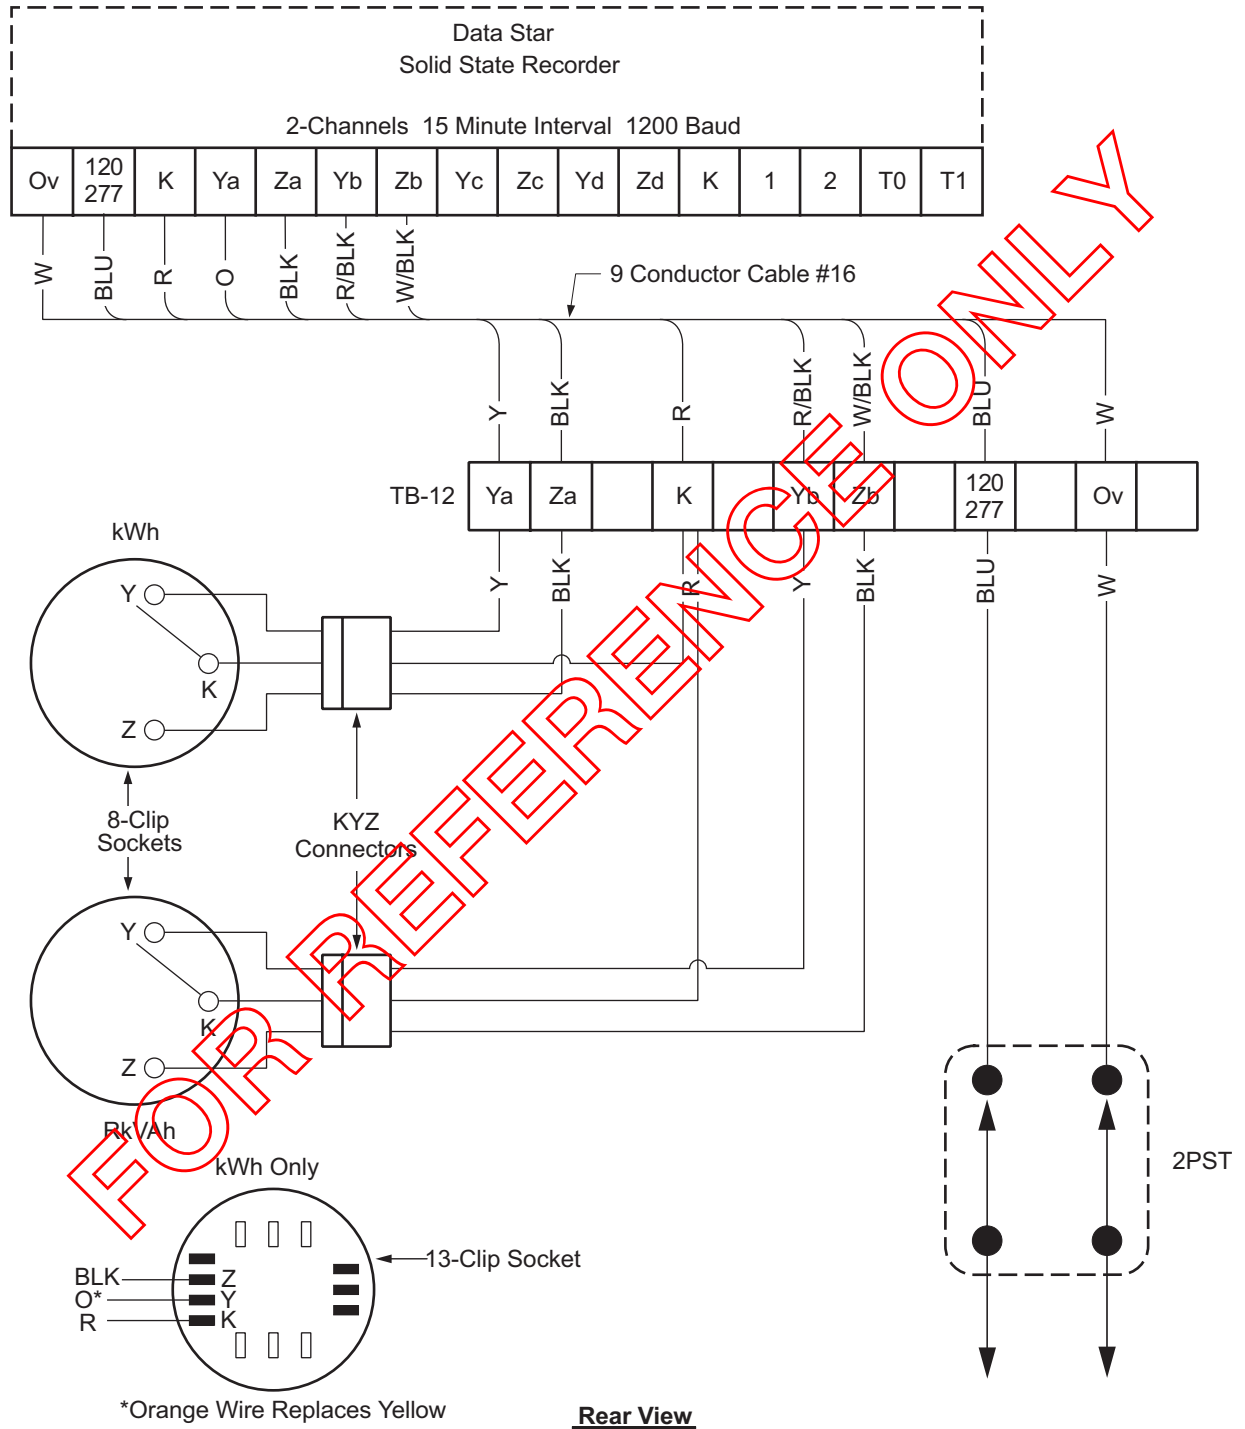 Data Star
Solid State Recorder
2-Channels 15 Minute Interval 1200 Baud
Ov 120 277 K Ya Za Yb Zb Yc Zc Yd Zd K 1 2 T0 T1
W BLU R O BLK R/BLK W/BLK
9 Conductor Cable #16
Y BLK R R/BLK W/BLK BLU W
TB-12 Ya Za K Yb Zb 120 277 Ov
Y BLK R Y BLK BLU W
kWh
Y
K
Z
8-Clip
Sockets
KYZ
Connectors
Y
K
Z
RkVAh
2PST
kWh Only
13-Clip Socket
BLK Z
O* Y
R K
*Orange Wire Replaces Yellow
Rear View
FOR REFERENCE ONLY